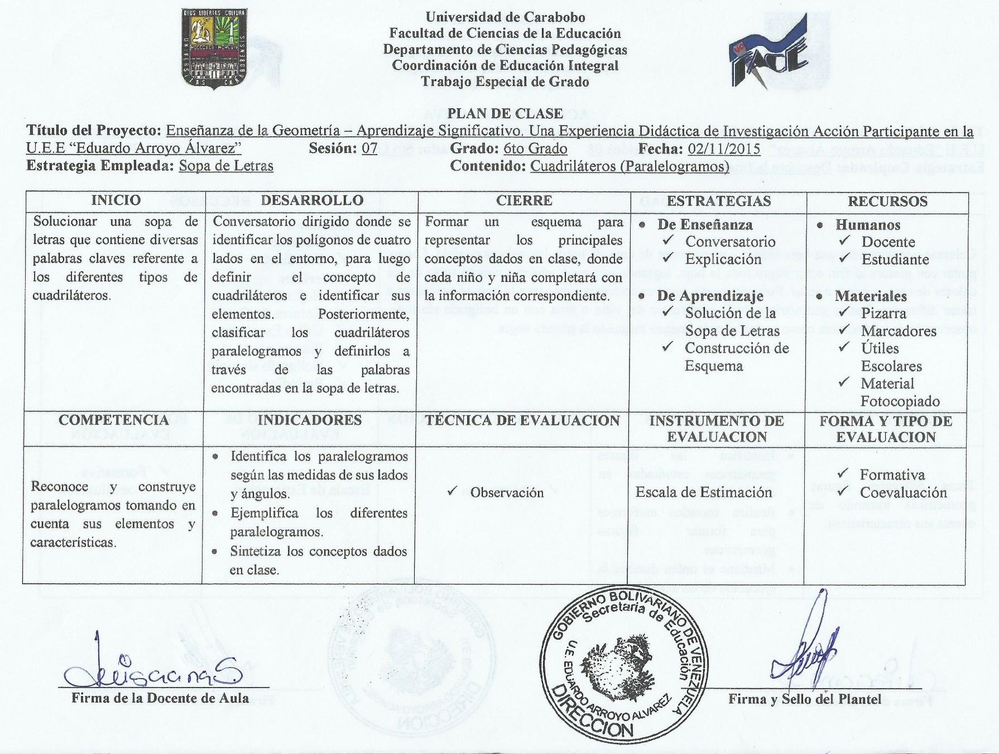 DEUS LIBERTAS CULTURA
Universidad de Carabobo
Facultad de Ciencias de la Educación
Departamento de Ciencias Pedagógicas
Coordinación de Educación Integral
Trabajo Especial de Grado
UC
FACE
PLAN DE CLASE
Título del Proyecto: Enseñanza de la Geometría – Aprendizaje Significativo. Una Experiencia Didáctica de Investigación Acción Participante en la
U.E.E “Eduardo Arroyo Álvarez” Sesión: 07 Grado: 6to Grado Fecha: 02/11/2015
Estrategia Empleada: Sopa de Letras Contenido: Cuadriláteros (Paralelogramos)
INICIO DESARROLLO CIERRE ESTRATEGIAS RECURSOS
Solucionar una sopa de
letras que contiene diversas
palabras claves referente a
los diferentes tipos de
cuadriláteros.
Conversatorio dirigido donde se
identificar los polígonos de cuatro
lados en el entorno, para luego
definir el concepto de
cuadriláteros e identificar sus
elementos. Posteriormente,
clasificar los cuadriláteros
paralelogramos y definirlos a
través de las palabras
encontradas en la sopa de letras.
Formar un esquema para
representar los principales
conceptos dados en clase, donde
cada niño y niña completará con
la información correspondiente.
• De Enseñanza
✓ Conversatorio
✓ Explicación
• De Aprendizaje
✓ Solución de la
Sopa de Letras
✓ Construcción de
Esquema
• Humanos
✓ Docente
✓ Estudiante
• Materiales
✓ Pizarra
✓ Marcadores
✓ Útiles
Escolares
✓ Material
Fotocopiado
COMPETENCIA INDICADORES TÉCNICA DE EVALUACION INSTRUMENTO DE
EVALUACION
FORMA Y TIPO DE
EVALUACION
Reconoce y construye
paralelogramos tomando en
cuenta sus elementos y
características.
• Identifica los paralelogramos
según las medidas de sus lados
y ángulos.
• Ejemplifica los diferentes
paralelogramos.
• Sintetiza los conceptos dados
en clase.
✓ Observación
Escala de Estimación
✓ Formativa
✓ Coevaluación
GOBIERNO BOLIVARIANO DE VENEZUELA
Secretaria de Educación
U.E. EDUARDO ARROYO ALVAREZ
DIRECCION
Firma de la Docente de Aula
Firma y Sello del Plantel